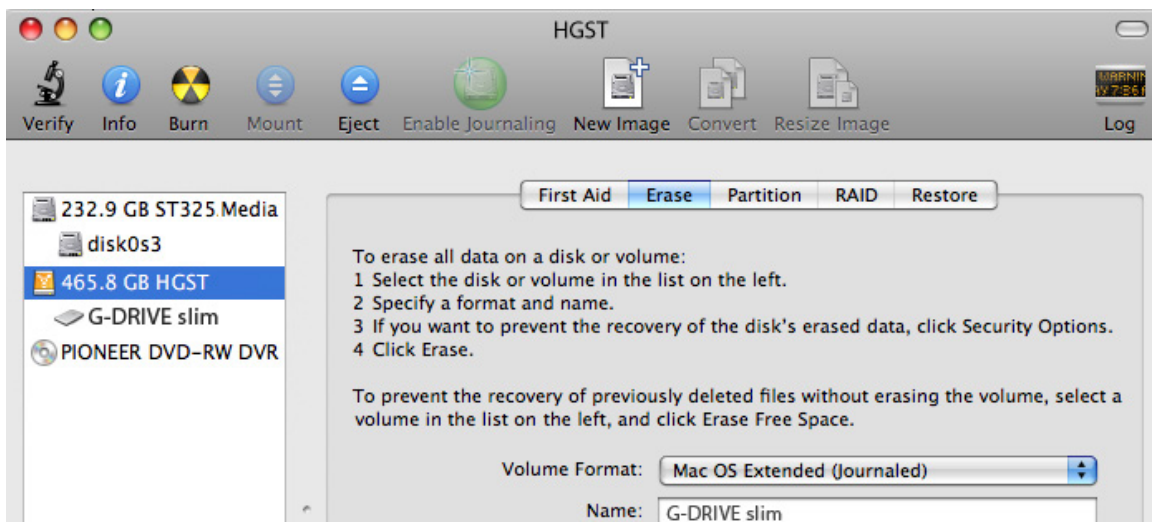 HGST
Verify Info Burn Mount Eject Enable Journaling New Image Convert Resize Image Log
WARNIN
First Aid Erase Partition RAID Restore
232.9 GB ST325 Media
disk0s3
465.8 GB HGST
G-DRIVE slim
PIONEER DVD-RW DVR
To erase all data on a disk or volume:
1 Select the disk or volume in the list on the left.
2 Specify a format and name.
3 If you want to prevent the recovery of the disk's erased data, click Security Options.
4 Click Erase.
To prevent the recovery of previously deleted files without erasing the volume, select a
volume in the list on the left, and click Erase Free Space.
Volume Format: Mac OS Extended (Journaled)
Name: G-DRIVE slim